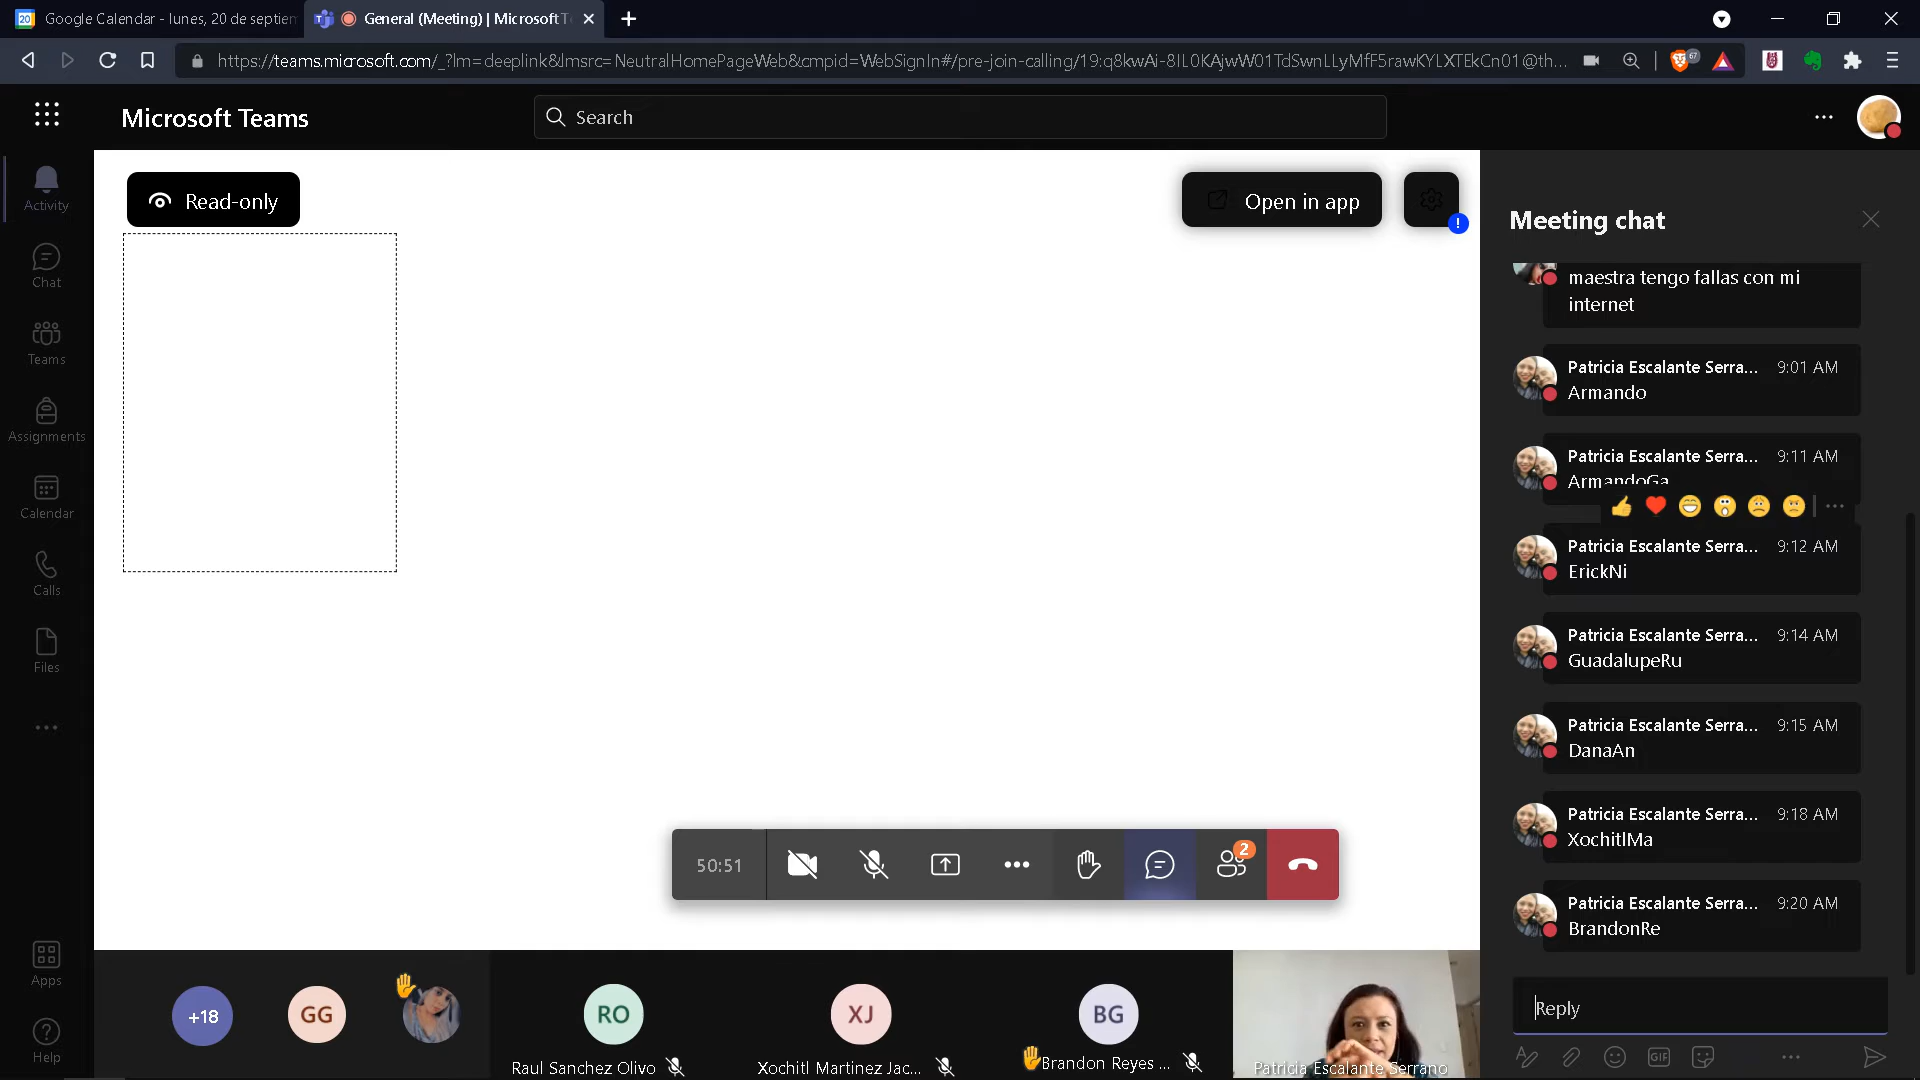 20 Google Calendar - lunes, 20 de septiem
General (Meeting) | Microsoft T
https://teams.microsoft.com/_?lm=deeplink&lmsrc=NeutralHomePageWeb&cmpid=WebSignIn#/pre-join-calling/19:q8kwAi-8IL0KAjwW01TdSwnLLyMfF5rawKYLXTEkCn01@th...
67
Microsoft Teams
Search
Activity
Chat
Teams
Assignments
Calendar
Calls
Files
Apps
Help
Read-only
Open in app
!
50:51
2
+18
GG
RO
Raul Sanchez Olivo
XJ
Xochitl Martinez Jac...
BG
Brandon Reyes ...
Patricia Escalante Serrano
Meeting chat
maestra tengo fallas con mi
internet
Patricia Escalante Serra... 9:01 AM
Armando
Patricia Escalante Serra... 9:11 AM
ArmandoGa
Patricia Escalante Serra... 9:12 AM
ErickNi
Patricia Escalante Serra... 9:14 AM
GuadalupeRu
Patricia Escalante Serra... 9:15 AM
DanaAn
Patricia Escalante Serra... 9:18 AM
XochitlMa
Patricia Escalante Serra... 9:20 AM
BrandonRe
Reply
GIF